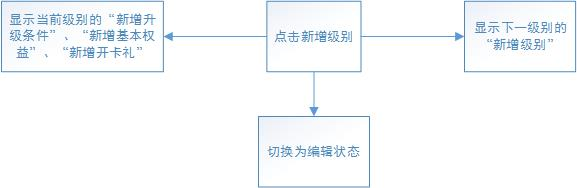 显示当前级别的“新增升
级条件”、“新增基本权
益”、“新增开卡礼”
点击新增级别
显示下一级别的
“新增级别”
切换为编辑状态